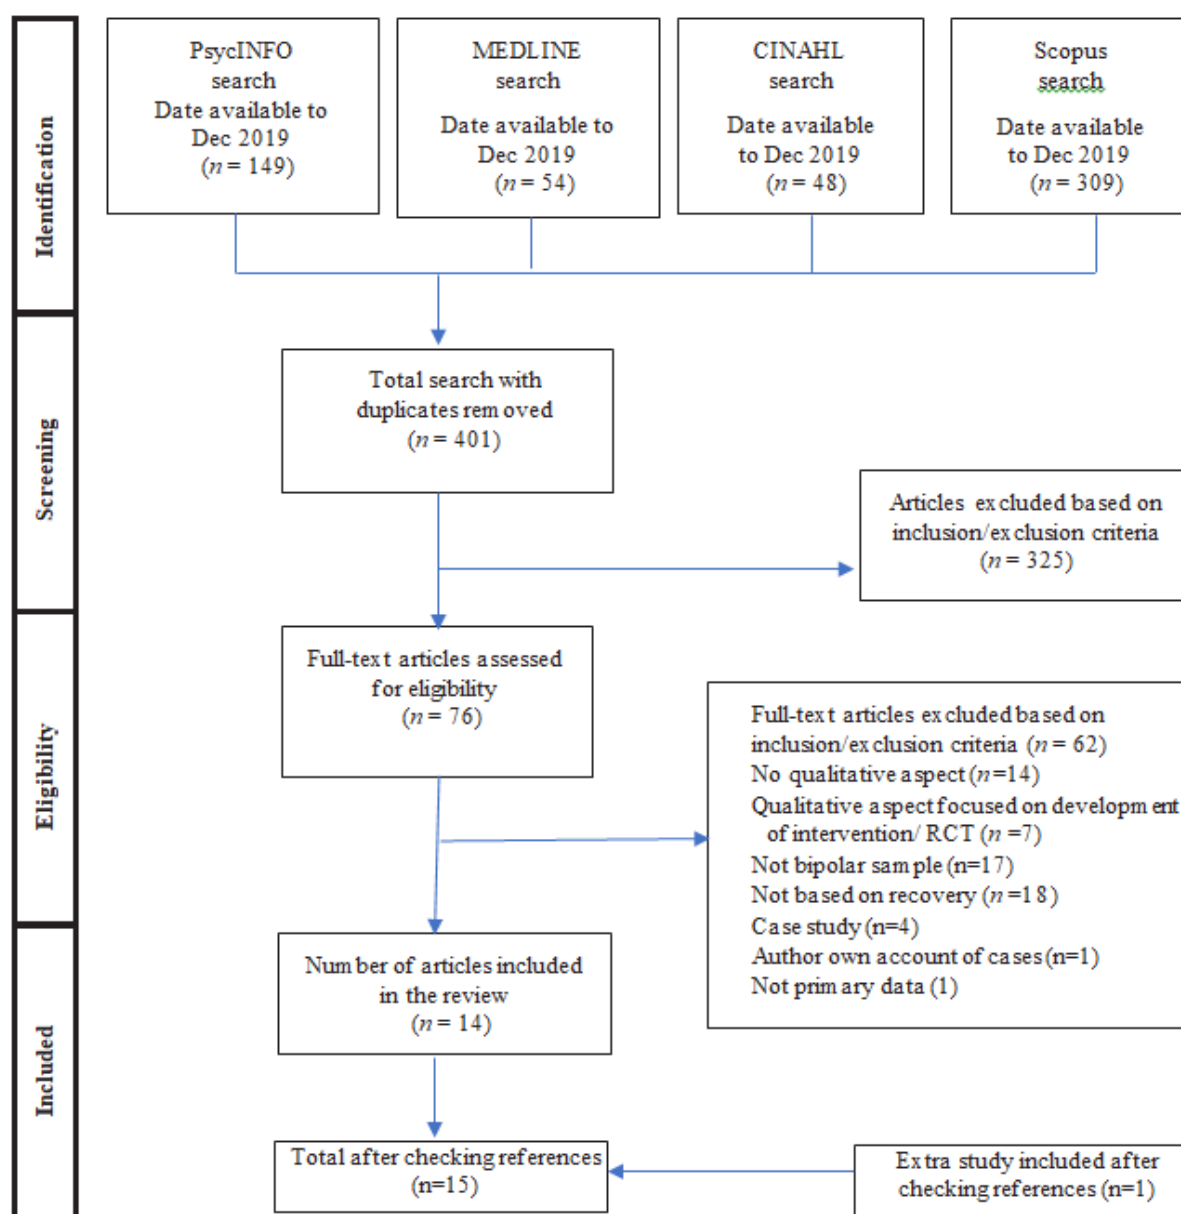 Identification
PsycINFO
search
Date available to
Dec 2019
(n = 149)
MEDLINE
search
Date available to
Dec 2019
(n = 54)
CINAHL
search
Date available
to Dec 2019
(n = 48)
Scopus
search
Date available
to Dec 2019
(n = 309)
Screening
Total search with
duplicates removed
(n = 401)
Articles excluded based on
inclusion/exclusion criteria
(n = 325)
Eligibility
Full-text articles assessed
for eligibility
(n = 76)
Full-text articles excluded based on
inclusion/exclusion criteria (n = 62)
No qualitative aspect (n=14)
Qualitative aspect focused on development
of intervention/ RCT (n =7)
Not bipolar sample (n=17)
Not based on recovery (n =18)
Case study (n=4)
Author own account of cases (n=1)
Not primary data (1)
Included
Number of articles included
in the review
(n = 14)
Total after checking references
(n=15)
Extra study included after
checking references (n=1)